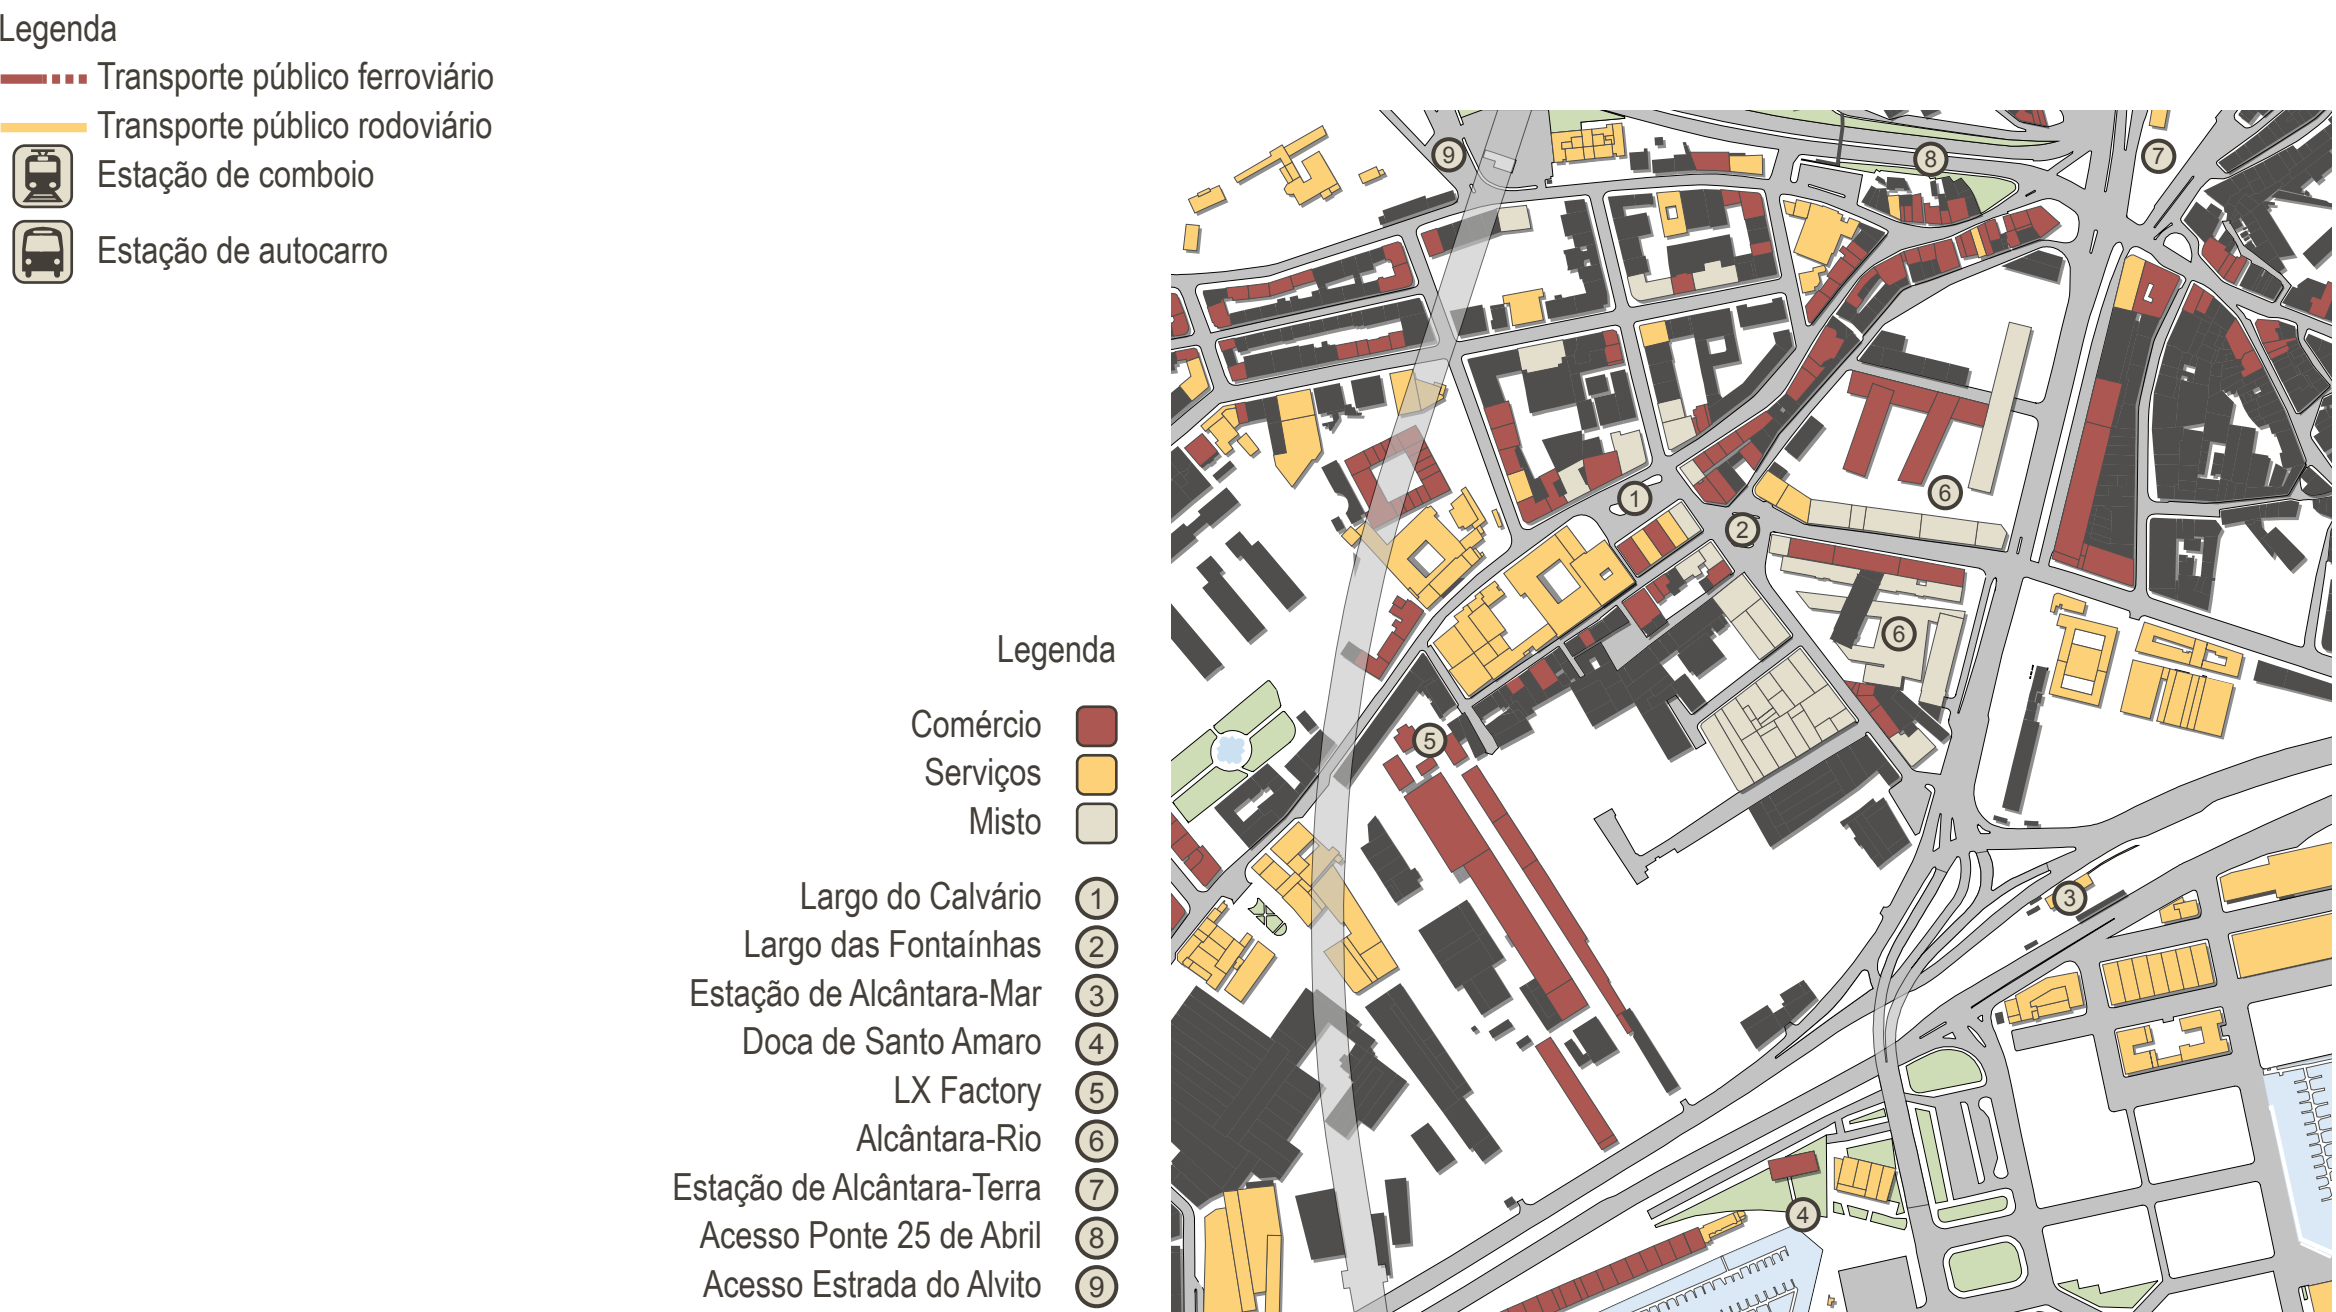 Legenda
Transporte público ferroviário
Transporte público rodoviário
Estação de comboio
Estação de autocarro
Legenda
Comércio
Serviços
Misto
Largo do Calvário 1
Largo das Fontaínhas 2
Estação de Alcântara-Mar 3
Doca de Santo Amaro 4
LX Factory 5
Alcântara-Rio 6
Estação de Alcântara-Terra 7
Acesso Ponte 25 de Abril 8
Acesso Estrada do Alvito 9
9
8
7
6
1
2
6
5
3
4